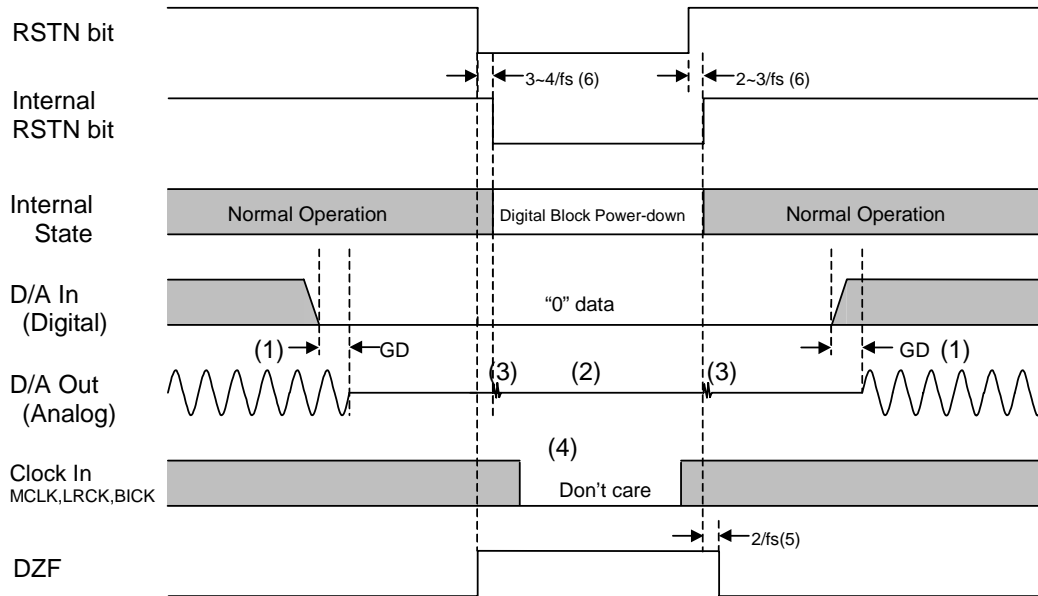 RSTN bit
3~4/fs (6)
2~3/fs (6)
Internal
RSTN bit
Internal
State
Normal Operation
Digital Block Power-down
Normal Operation
D/A In
(Digital)
“0” data
(1)
GD
GD
(1)
D/A Out
(Analog)
(3)
(2)
(3)
(4)
Clock In
MCLK,LRCK,BICK
Don’t care
2/fs(5)
DZF